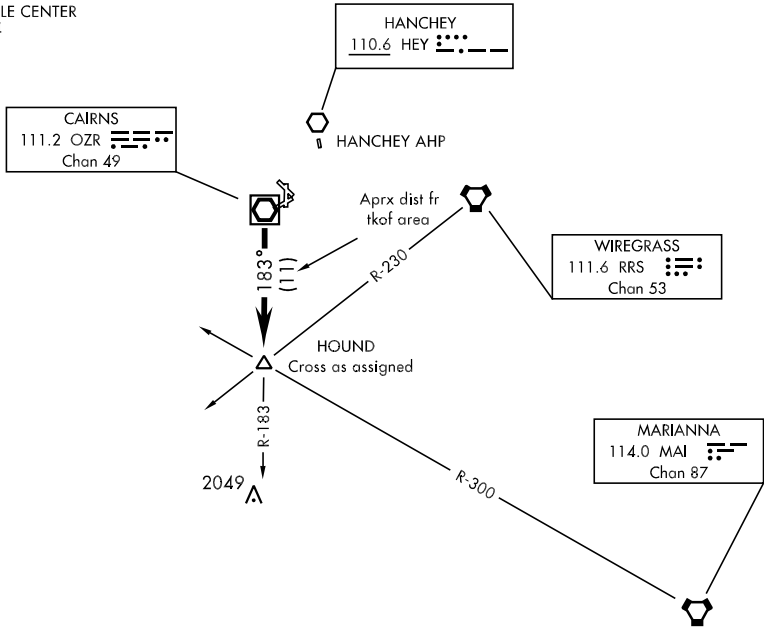 LE CENTER
HANCHEY
110.6 HEY
CAIRNS
111.2 OZR
Chan 49
HANCHEY AHP
Aprx dist fr
tkof area
183°
(11)
R-230
WIREGRASS
111.6 RRS
Chan 53
HOUND
Cross as assigned
R-183
2049
R-300
MARIANNA
114.0 MAI
Chan 87